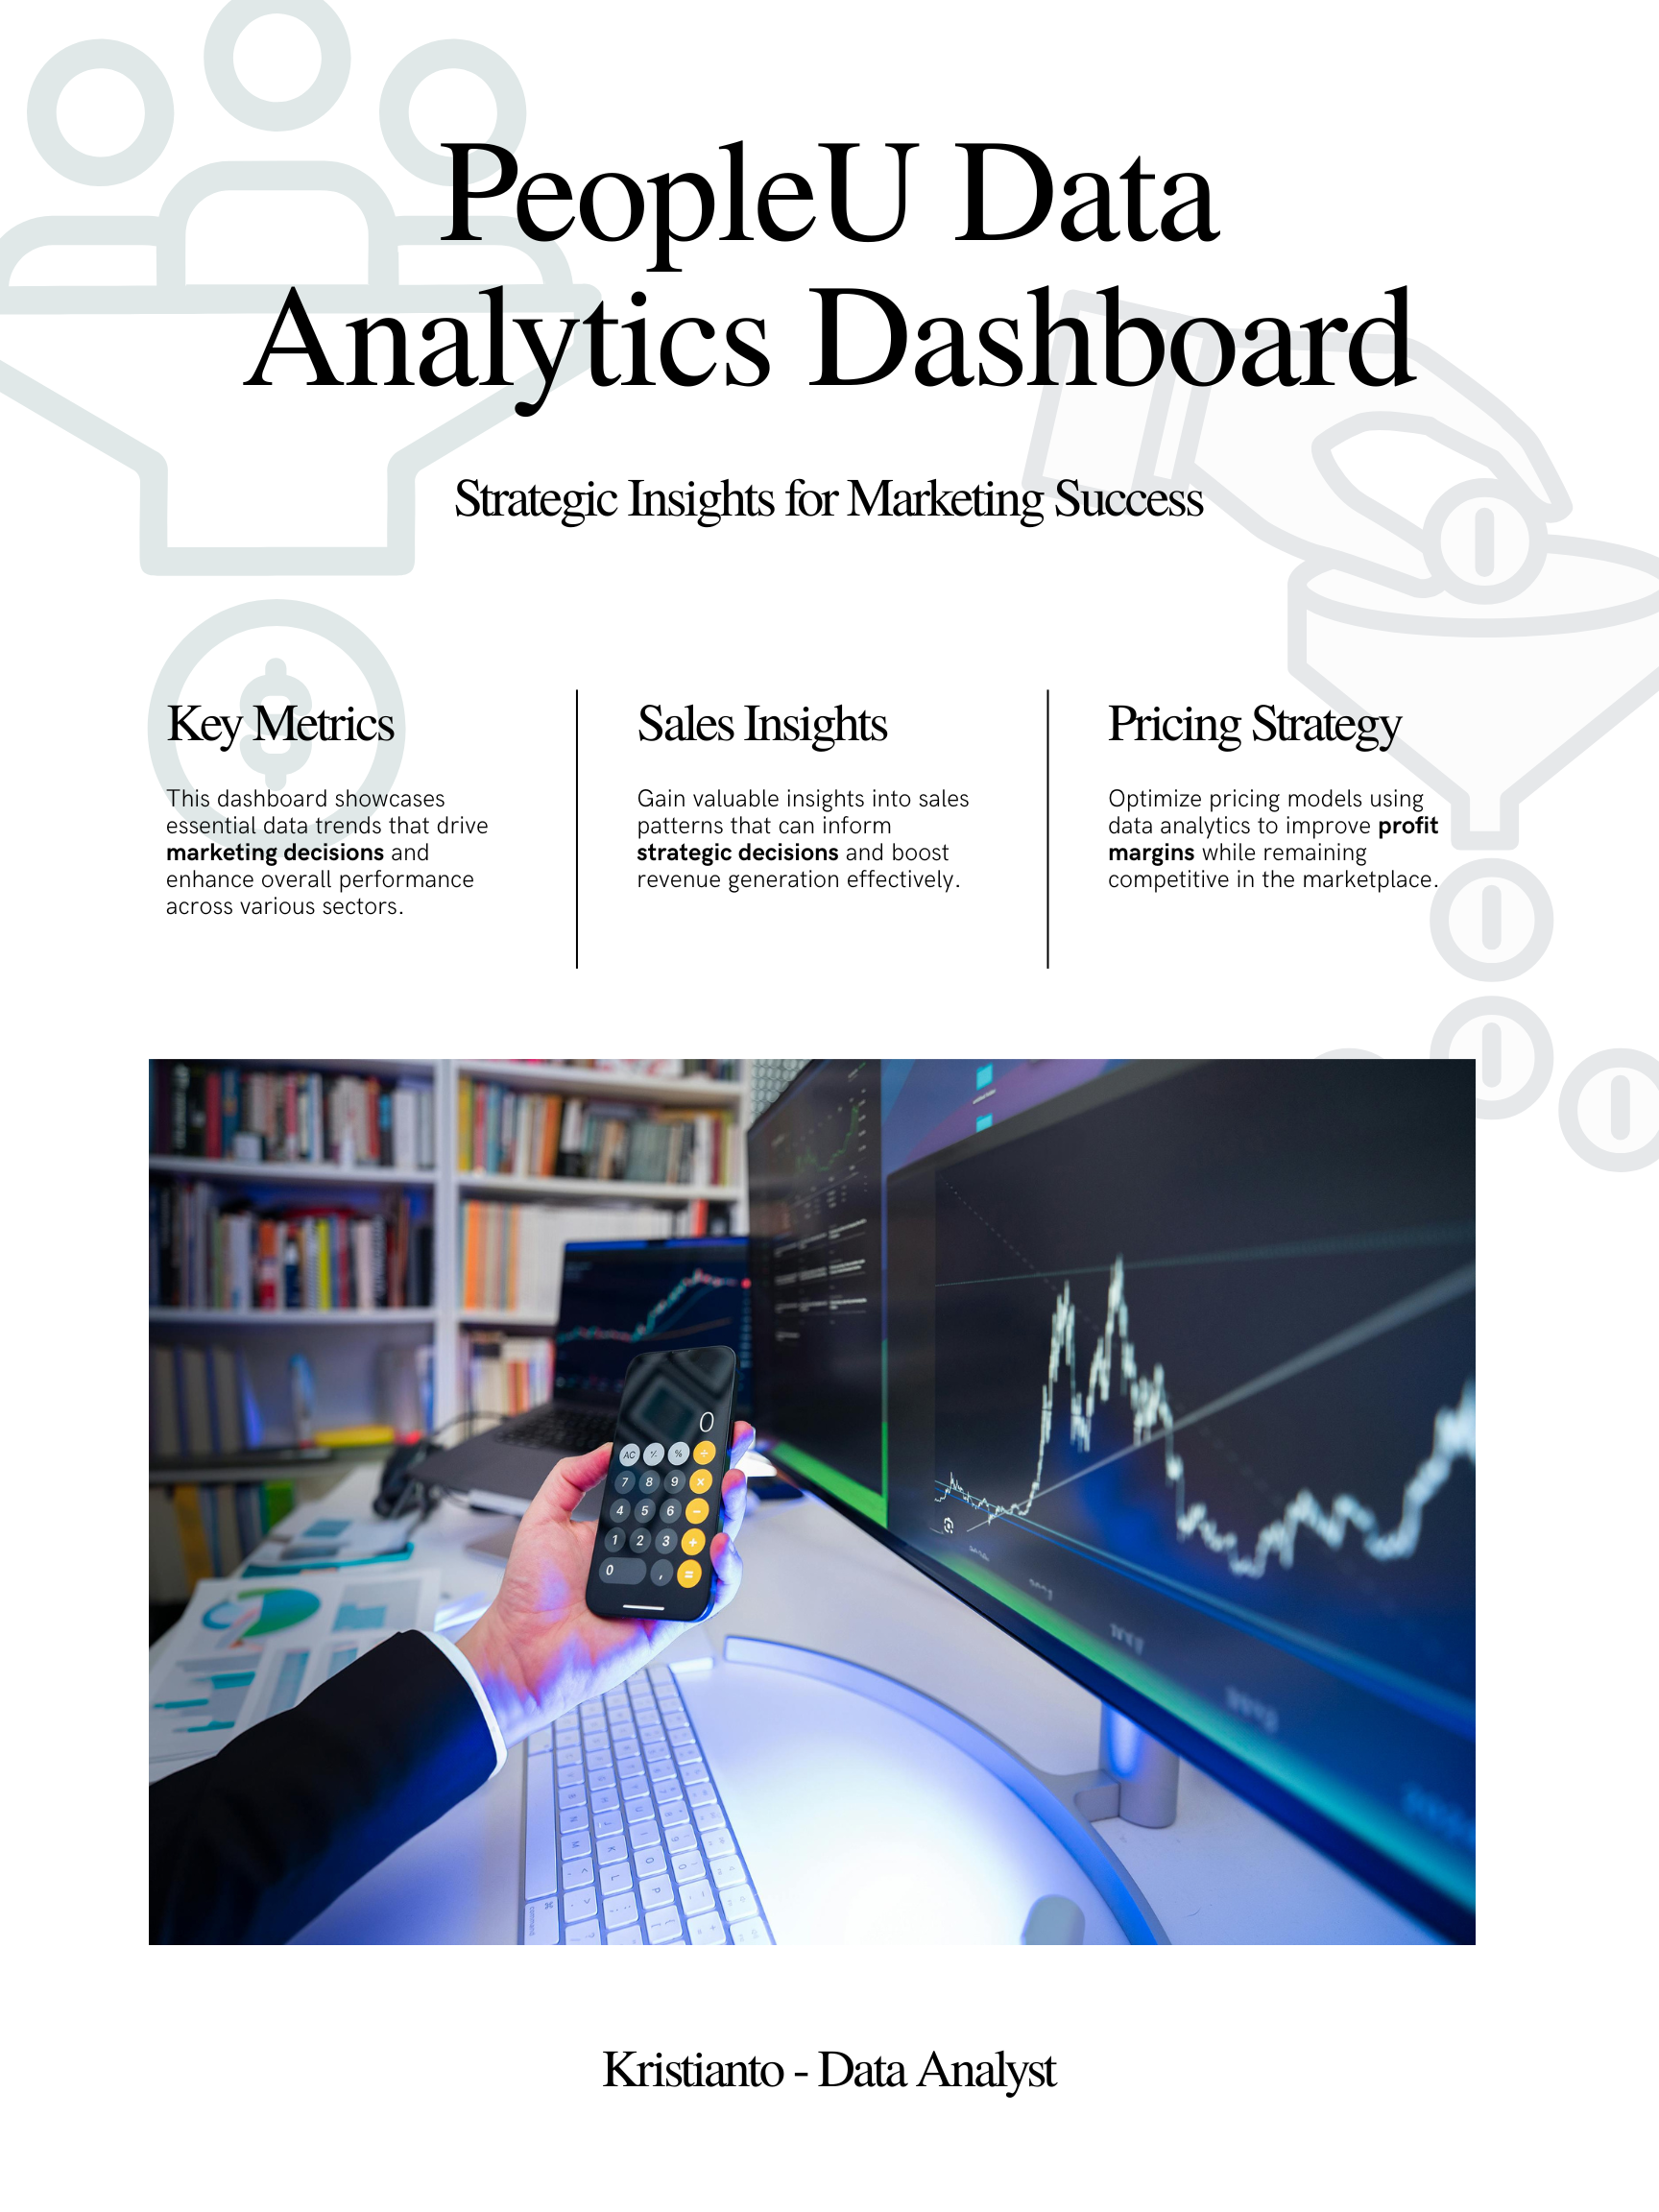 PeopleU Data
Analytics Dashboard
Strategic Insights for Marketing Success
Key Metrics
This dashboard showcases
essential data trends that drive
marketing decisions and
enhance overall performance
across various sectors.
Sales Insights
Gain valuable insights into sales
patterns that can inform
strategic decisions and boost
revenue generation effectively.
Pricing Strategy
Optimize pricing models using
data analytics to improve profit
margins while remaining
competitive in the marketplace.
0
AC % ÷
7 8 9 ×
4 5 6 −
1 2 3 +
0 , =
Kristianto - Data Analyst